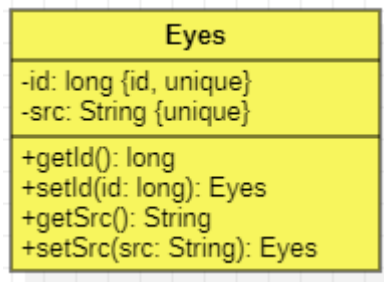 Eyes
-id: long {id, unique}
-src: String {unique}
+getId(): long
+setId(id: long): Eyes
+getSrc(): String
+setSrc(src: String): Eyes